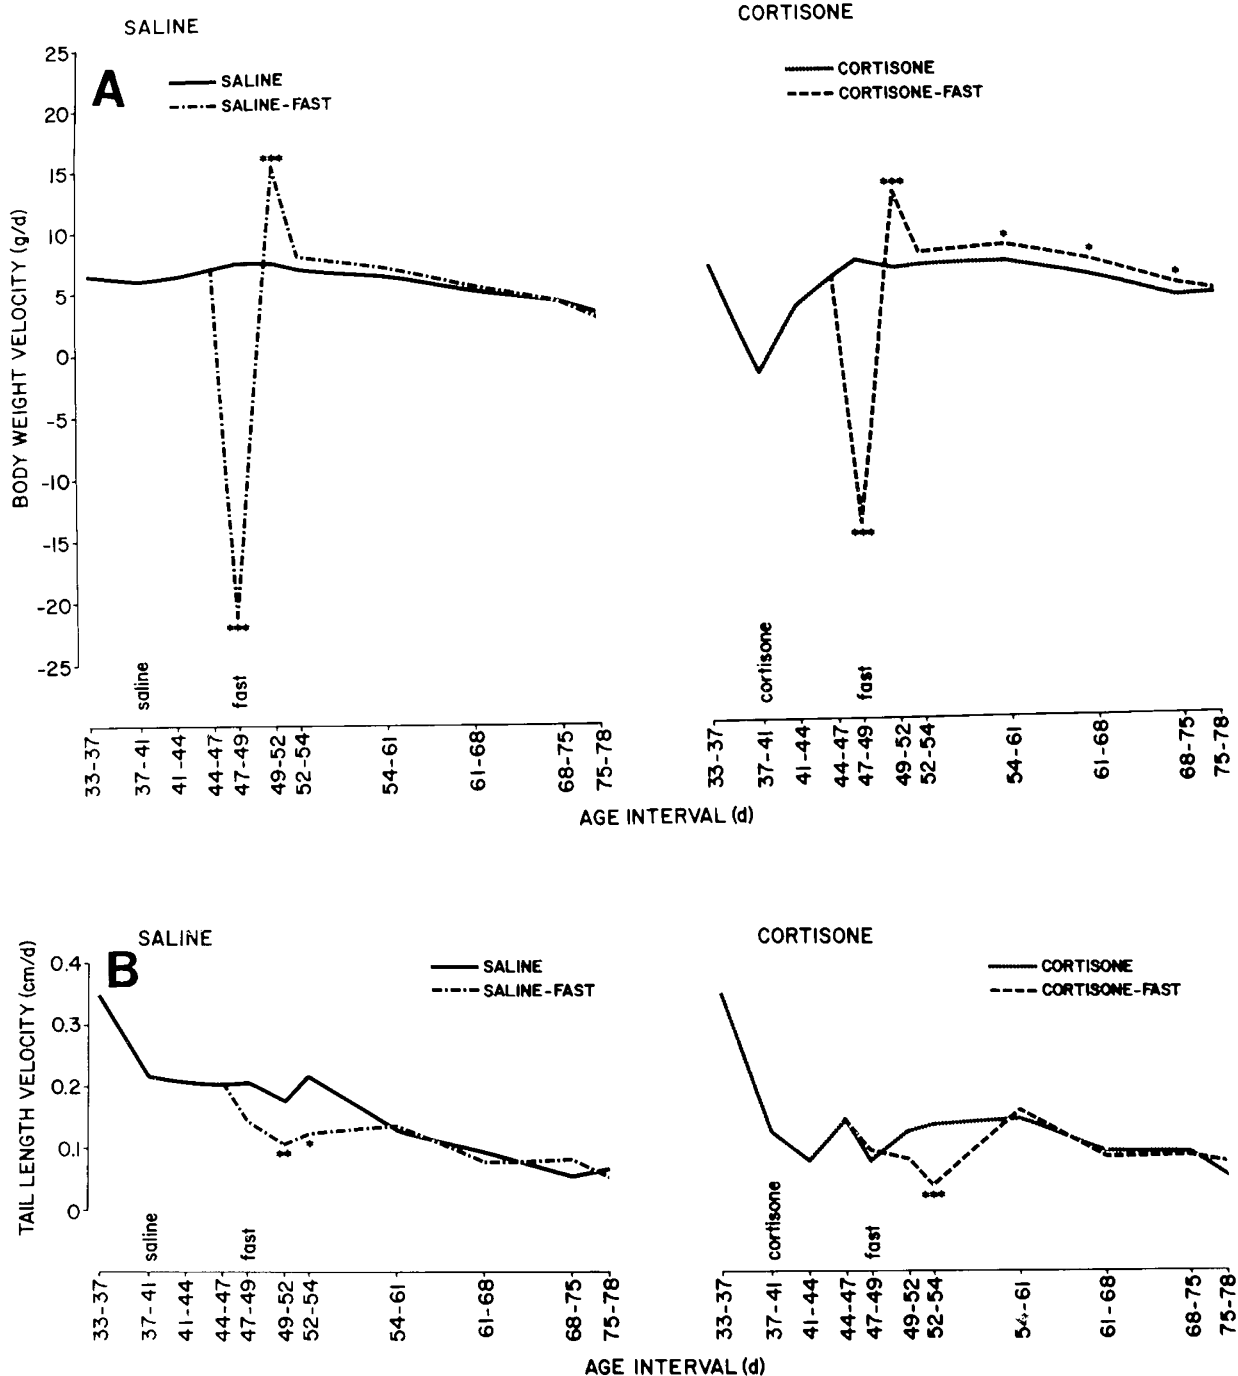 SALINE
CORTISONE
A
SALINE
SALINE-FAST
CORTISONE
CORTISONE-FAST
25
20
15
10
5
0
-5
-10
-15
-20
-25
BODY WEIGHT VELOCITY (g/d)
***
***
***
***
*
*
*
saline
fast
cortisone
fast
33-37
37-41
41-44
44-47
47-49
49-52
52-54
54-61
61-68
68-75
75-78
33-37
37-41
41-44
44-47
47-49
49-52
52-54
54-61
61-68
68-75
75-78
AGE INTERVAL (d)
B
SALINE
CORTISONE
SALINE
SALINE-FAST
CORTISONE
CORTISONE-FAST
0.4
0.3
0.2
0.1
0
TAIL LENGTH VELOCITY (cm/d)
**
*
***
saline
fast
cortisone
fast
33-37
37-41
41-44
44-47
47-49
49-52
52-54
54-61
61-68
68-75
75-78
33-37
37-41
41-44
44-47
47-49
49-52
52-54
54-61
61-68
68-75
75-78
AGE INTERVAL (d)